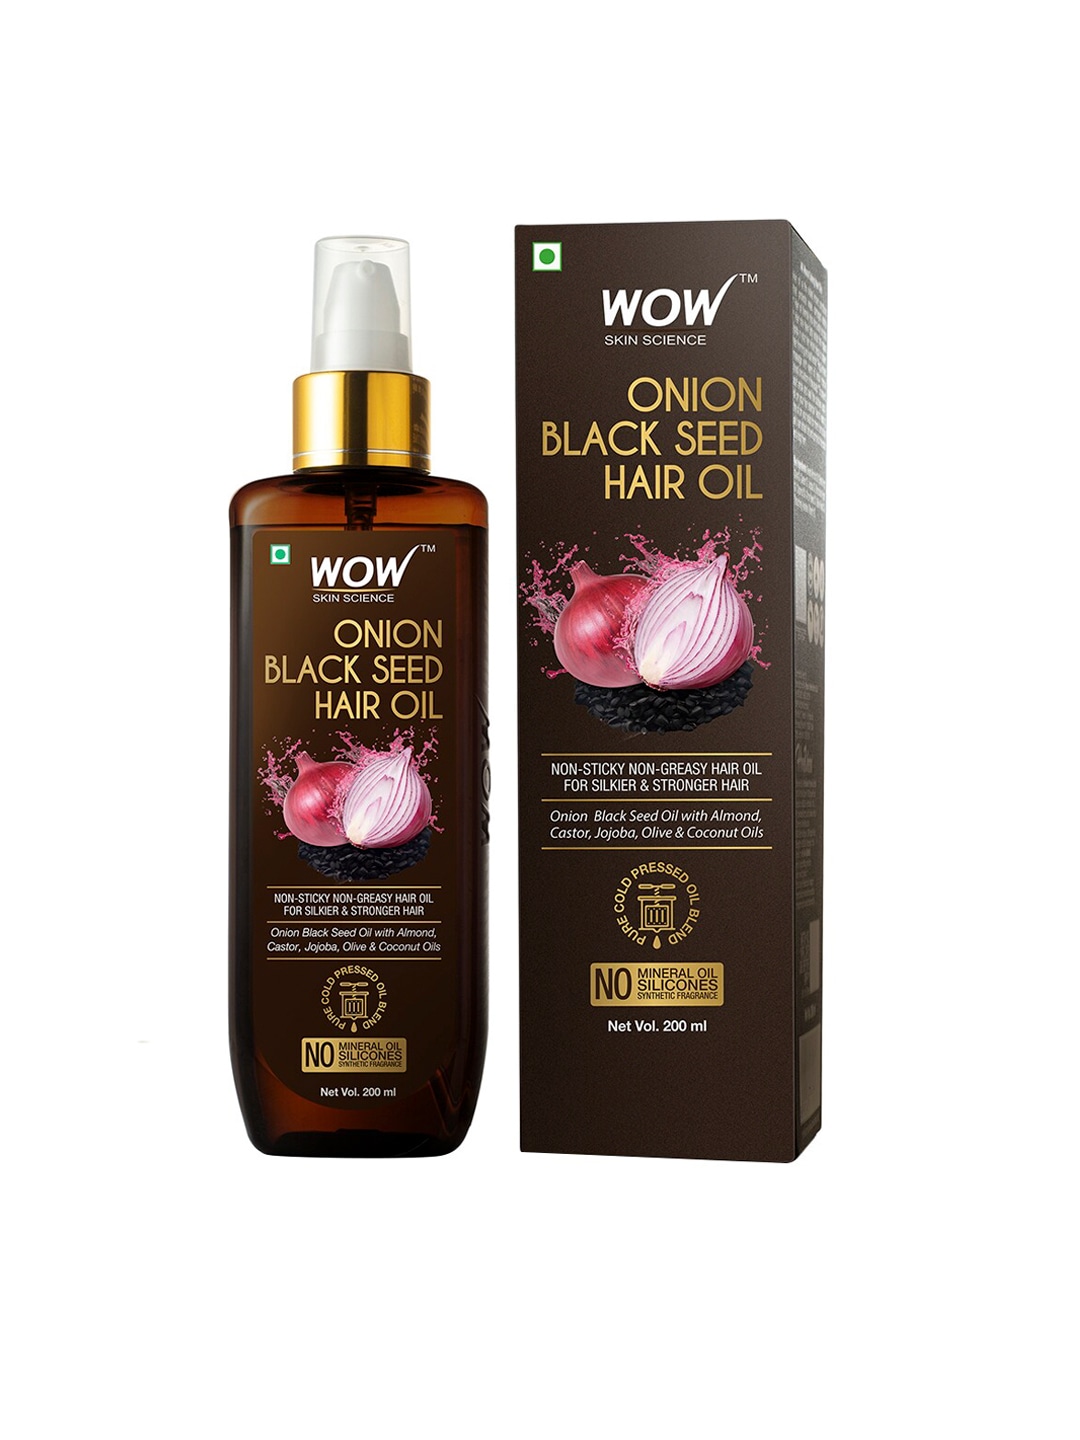 WOW™
SKIN SCIENCE
ONION
BLACK SEED
HAIR OIL
NON-STICKY NON-GREASY HAIR OIL
FOR SILKIER & STRONGER HAIR
Onion Black Seed Oil with Almond,
Castor, Jojoba, Olive & Coconut Oils
PURE COLD PRESSED OIL BLEND
NO MINERAL OIL
SILICONES
SYNTHETIC FRAGRANCE
Net Vol. 200 ml
WOW
WOW™
SKIN SCIENCE
ONION
BLACK SEED
HAIR OIL
NON-STICKY NON-GREASY HAIR OIL
FOR SILKIER & STRONGER HAIR
Onion Black Seed Oil with Almond,
Castor, Jojoba, Olive & Coconut Oils
PURE COLD PRESSED OIL BLEND
NO MINERAL OIL
SILICONES
SYNTHETIC FRAGRANCE
Net Vol. 200 ml